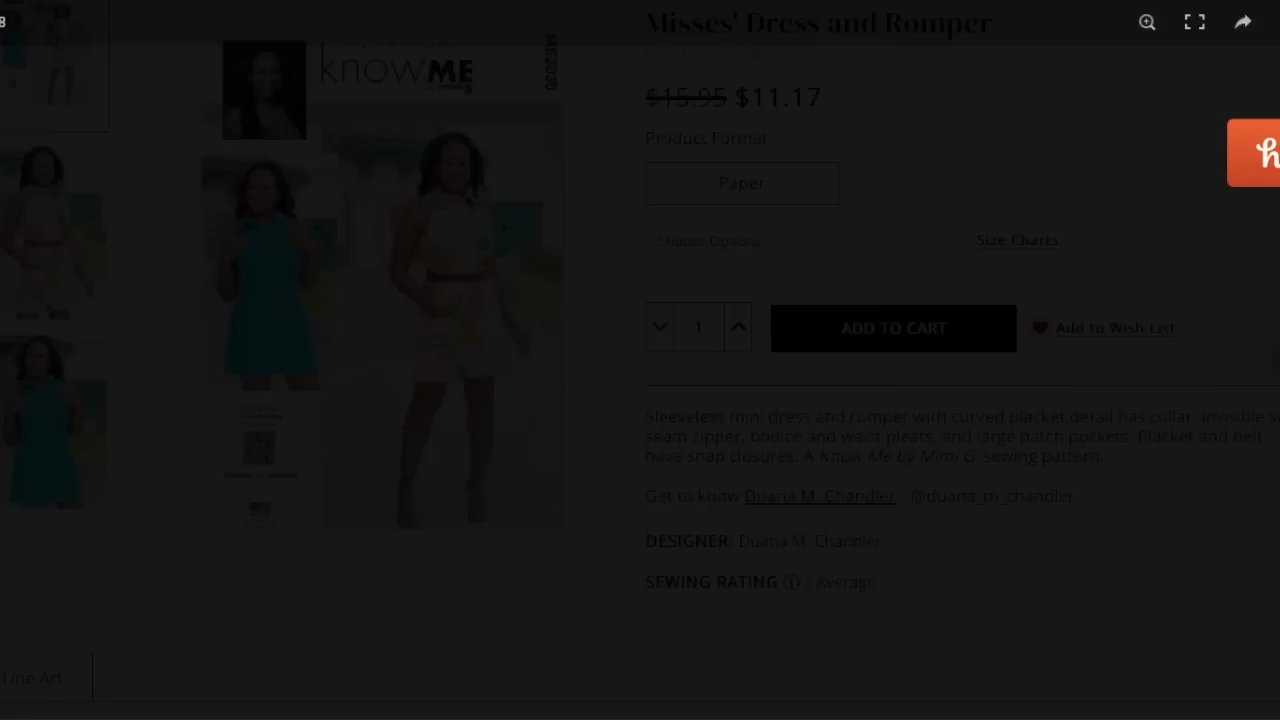 8
Misses' Dress and Romper
knowME
ME2030
$15.95 $11.17
Product Format
Paper
Choose Options
Size Charts
1
ADD TO CART
Add to Wish List
Sleeveless mini dress and romper with curved placket detail has collar, invisible s
seam zipper, bodice and waist pleats, and large patch pockets. Placket and belt
have snap closures. A Know Me by Mimi G. sewing pattern.
Get to know Duana M. Chandler @duana_m_chandler
DESIGNER: Duana M. Chandler
SEWING RATING ⓘ : Average
Line Art
h